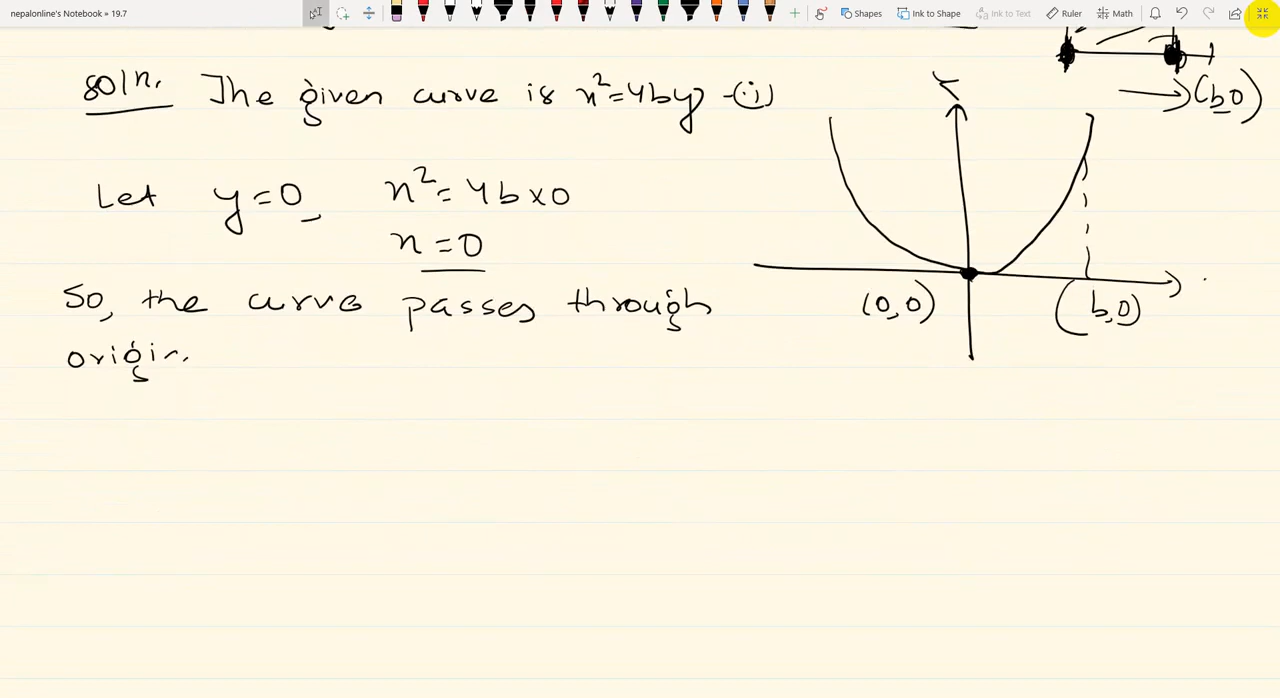 nepalonline's Notebook » 19.7
Shapes
Ink to Shape
Ink to Text
Ruler
Math
soln. The given curve is x²=4by -(i)
(b,0)
Let y=0, x²=4b×0
x=0
So, the curve passes through
origin.
Y
(0,0)
(b,0)